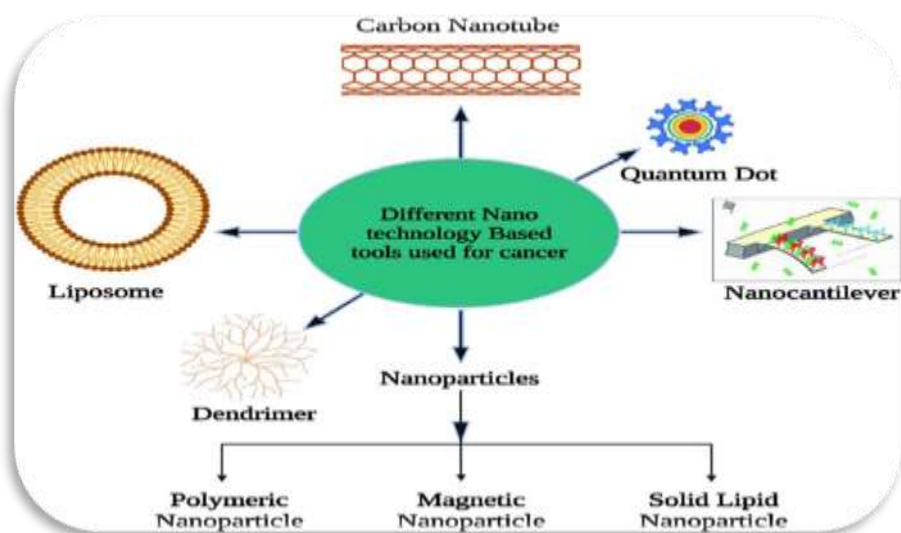 Carbon Nanotube
Quantum Dot
Different Nano
technology Based
tools used for cancer
Liposome
Nanocantilever
Dendrimer
Nanoparticles
Polymeric
Nanoparticle
Magnetic
Nanoparticle
Solid Lipid
Nanoparticle